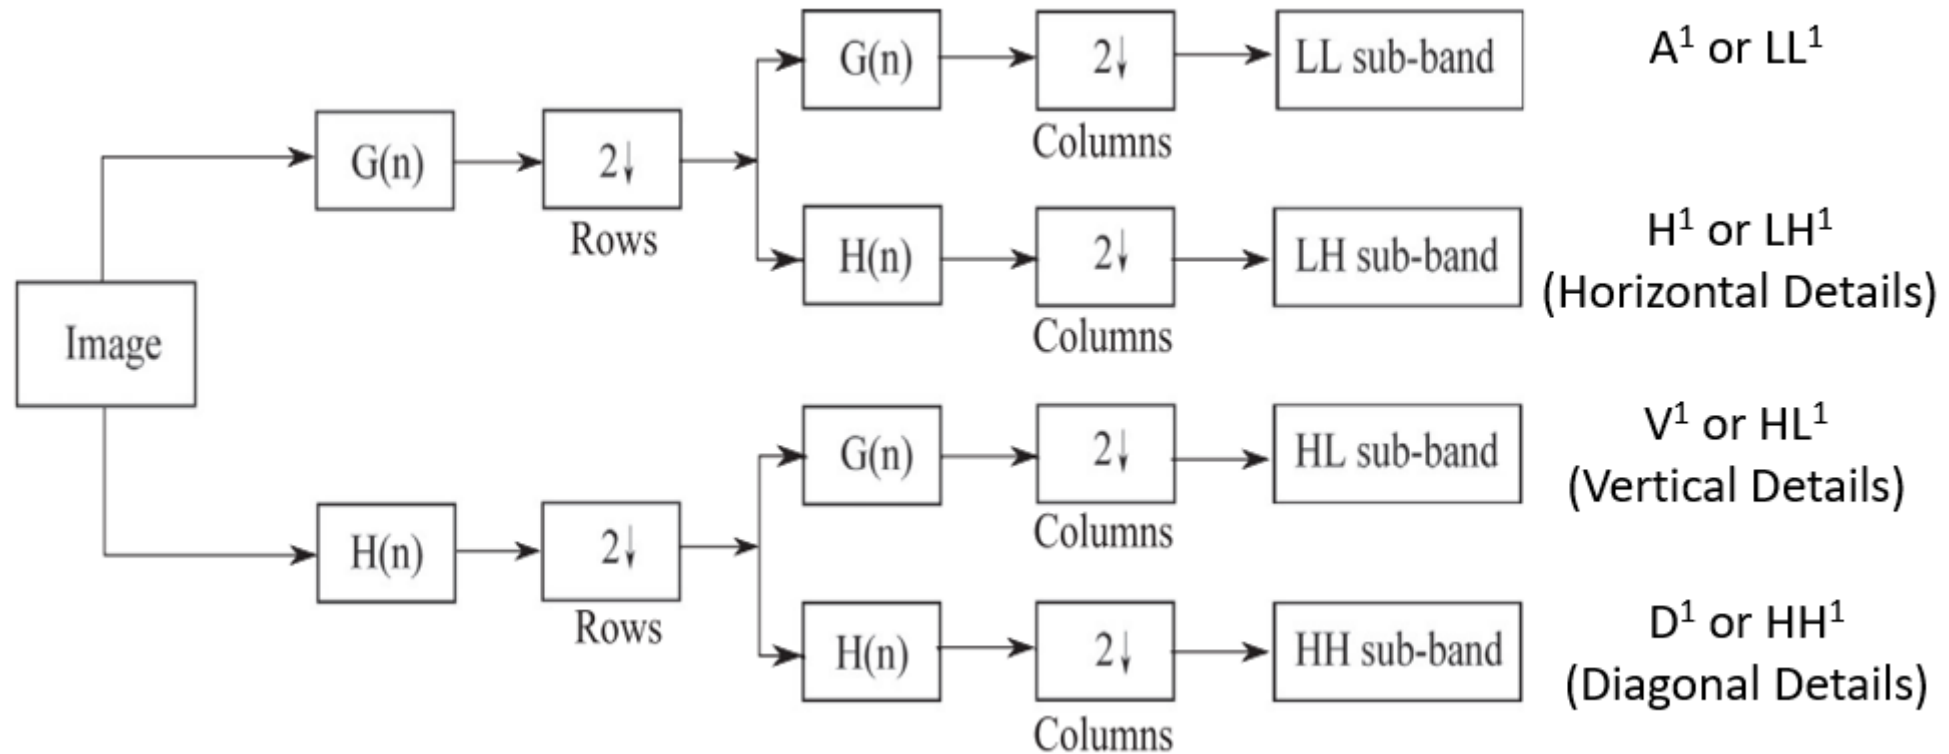 Image
G(n)
2↓
Rows
G(n)
2↓
Columns
LL sub-band
A¹ or LL¹
H(n)
2↓
Columns
LH sub-band
H¹ or LH¹
(Horizontal Details)
H(n)
2↓
Rows
G(n)
2↓
Columns
HL sub-band
V¹ or HL¹
(Vertical Details)
H(n)
2↓
Columns
HH sub-band
D¹ or HH¹
(Diagonal Details)